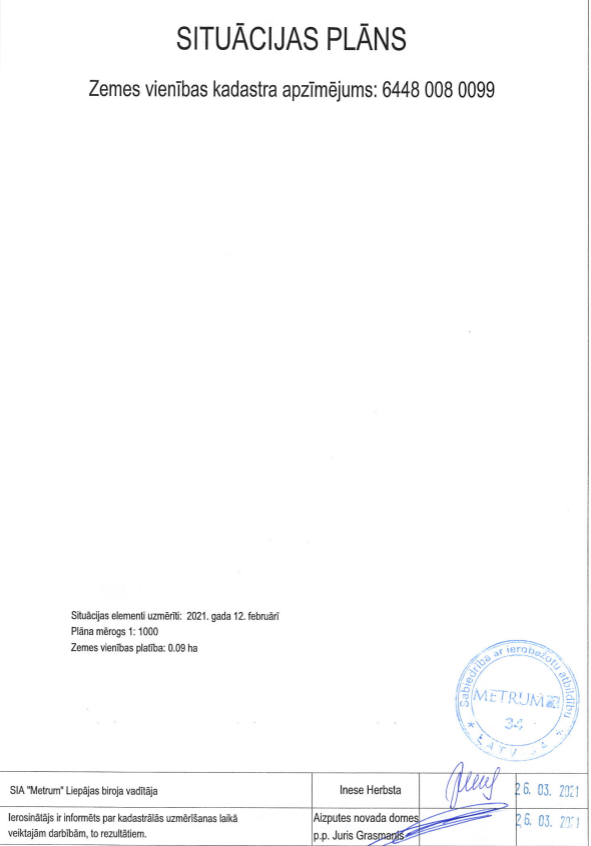 SITUĀCIJAS PLĀNS
Zemes vienības kadastra apzīmējums: 6448 008 0099
Situācijas elementi uzmērīti: 2021. gada 12. februārī
Plāna mērogs 1: 1000
Zemes vienības platība: 0.09 ha
Sabiedrība ar ierobežotu atbildību
METRUM
34
* LATVIJA *
SIA "Metrum" Liepājas biroja vadītāja
Inese Herbsta
26. 03. 2021
Ierosinātājs ir informēts par kadastrālās uzmērīšanas laikā
veiktajām darbībām, to rezultātiem.
Aizputes novada domes
p.p. Juris Grasmanis
26. 03. 2021